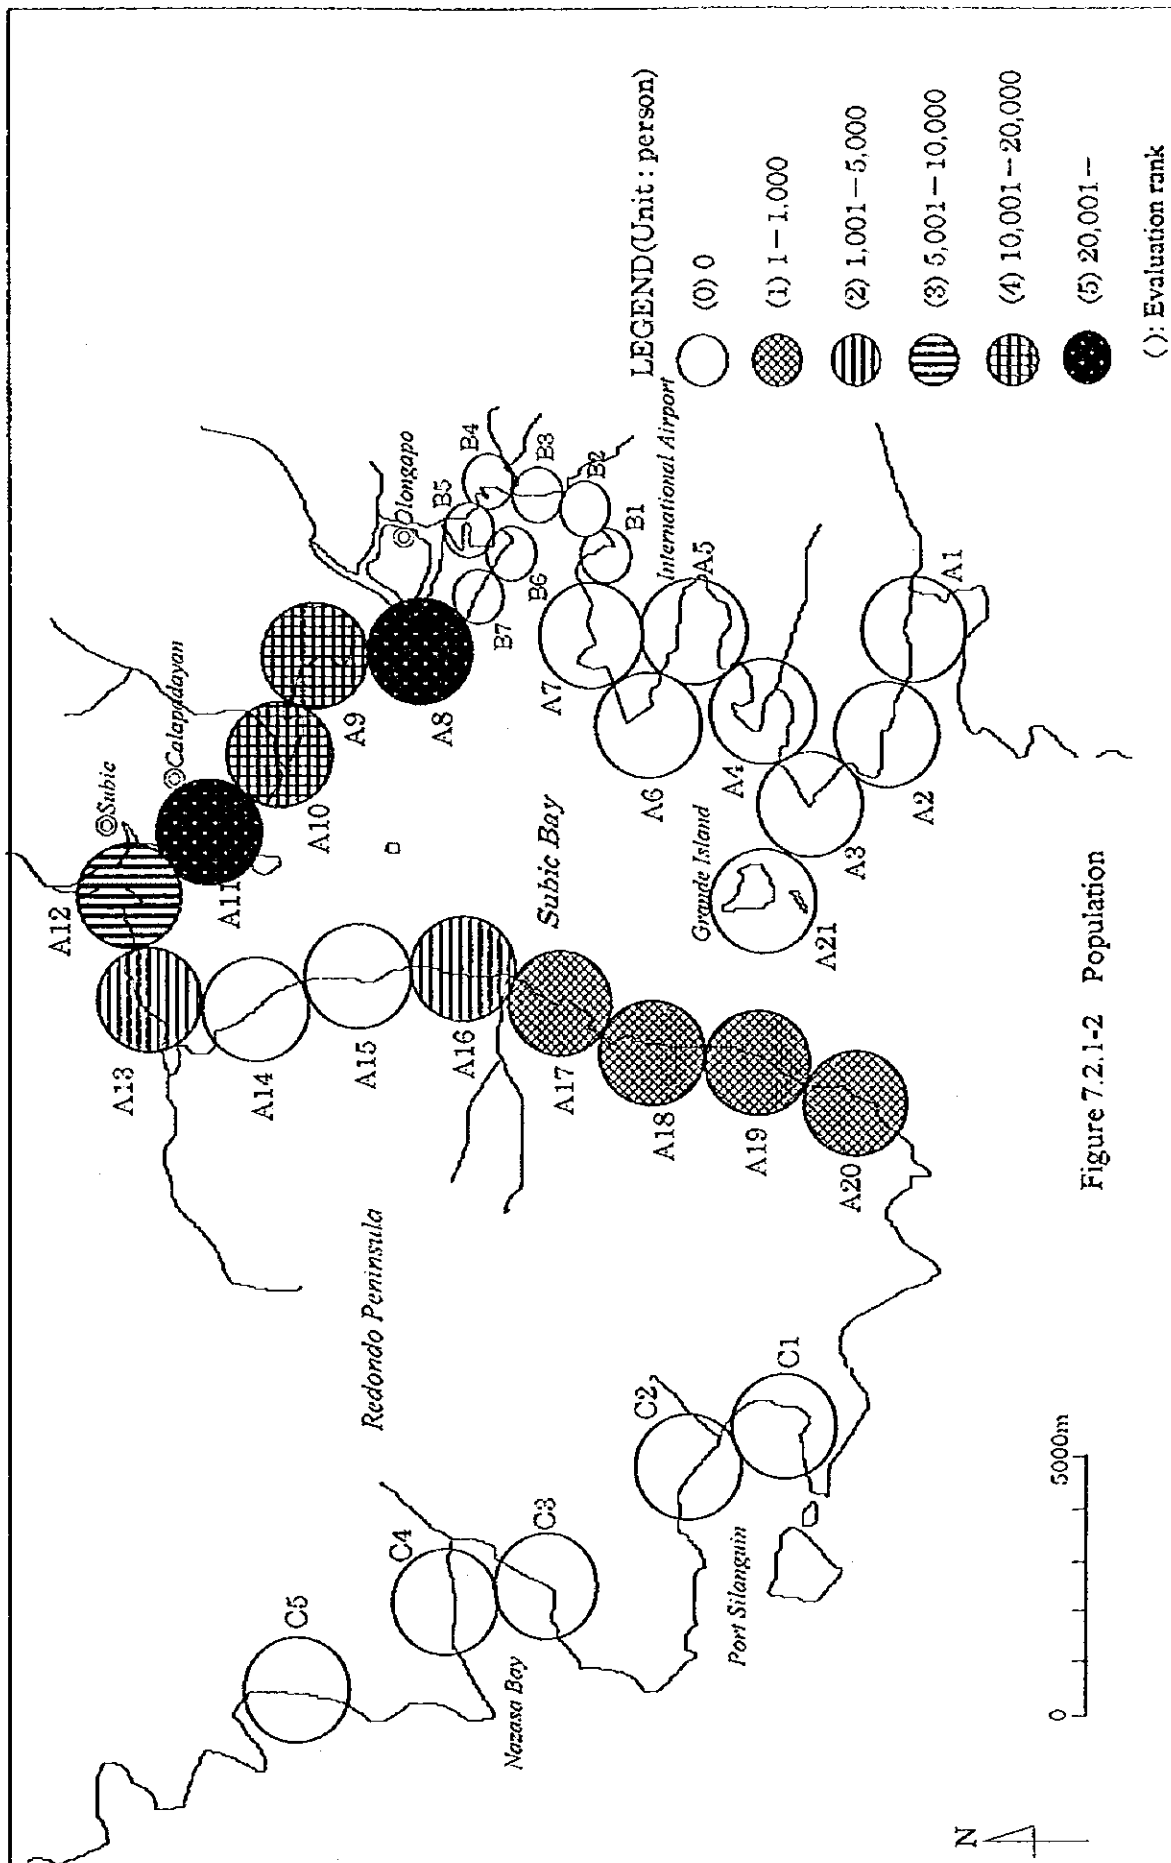 Subic
Calapadayan
Olongapo
A12
A11
A13
A10
A9
A8
A14
A15
A16
A17
A18
A19
A20
B5
B4
B3
B2
B1
B6
B7
A7
A6
A5
A4
A3
A2
A1
A21
Subic Bay
Grande Island
International Airport
Redondo Peninsula
C5
C4
C3
C2
C1
Nazasa Bay
Port Silanguin
LEGEND(Unit : person)
(0) 0
(1) 1－1,000
(2) 1,001－5,000
(3) 5,001－10,000
(4) 10,001－20,000
(5) 20,001－
( ): Evaluation rank
N
0 5000m
Figure 7.2.1-2 Population